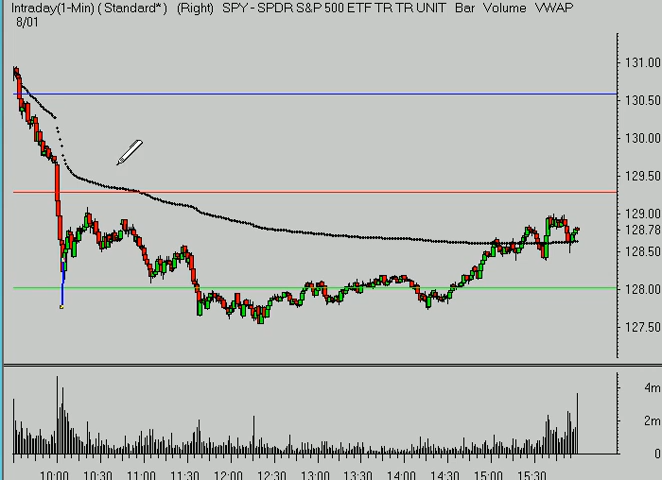 Intraday(1-Min) ( Standard* ) (Right) SPY - SPDR S&P 500 ETF TR TR UNIT Bar Volume VWAP
8/01
131.00
130.50
130.00
129.50
129.00
128.78
128.50
128.00
127.50
4m
2m
0
10:00 10:30 11:00 11:30 12:00 12:30 13:00 13:30 14:00 14:30 15:00 15:30